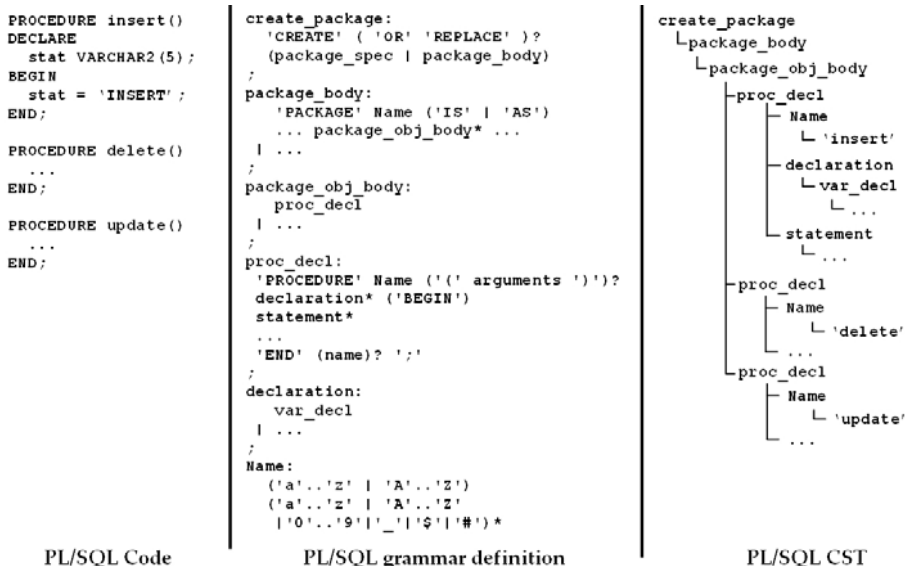 PROCEDURE insert()
DECLARE
stat VARCHAR2(5);
BEGIN
stat = 'INSERT';
END;
PROCEDURE delete()
...
END;
PROCEDURE update()
...
END;
PL/SQL Code
create_package:
'CREATE' ( 'OR' 'REPLACE' )?
(package_spec | package_body)
;
package_body:
'PACKAGE' Name ('IS' | 'AS')
... package_obj_body* ...
| ...
;
package_obj_body:
proc_decl
| ...
;
proc_decl:
'PROCEDURE' Name ('(' arguments ')')?
declaration* ('BEGIN')
statement*
...
'END' (name)? ';'
;
declaration:
var_decl
| ...
;
Name:
('a'..'z' | 'A'..'Z')
('a'..'z' | 'A'..'Z'
|'0'..'9'|'_'|'$'|'#')*
PL/SQL grammar definition
create_package
package_body
package_obj_body
proc_decl
Name
'insert'
declaration
var_decl
...
statement
...
proc_decl
Name
'delete'
...
proc_decl
Name
'update'
...
PL/SQL CST